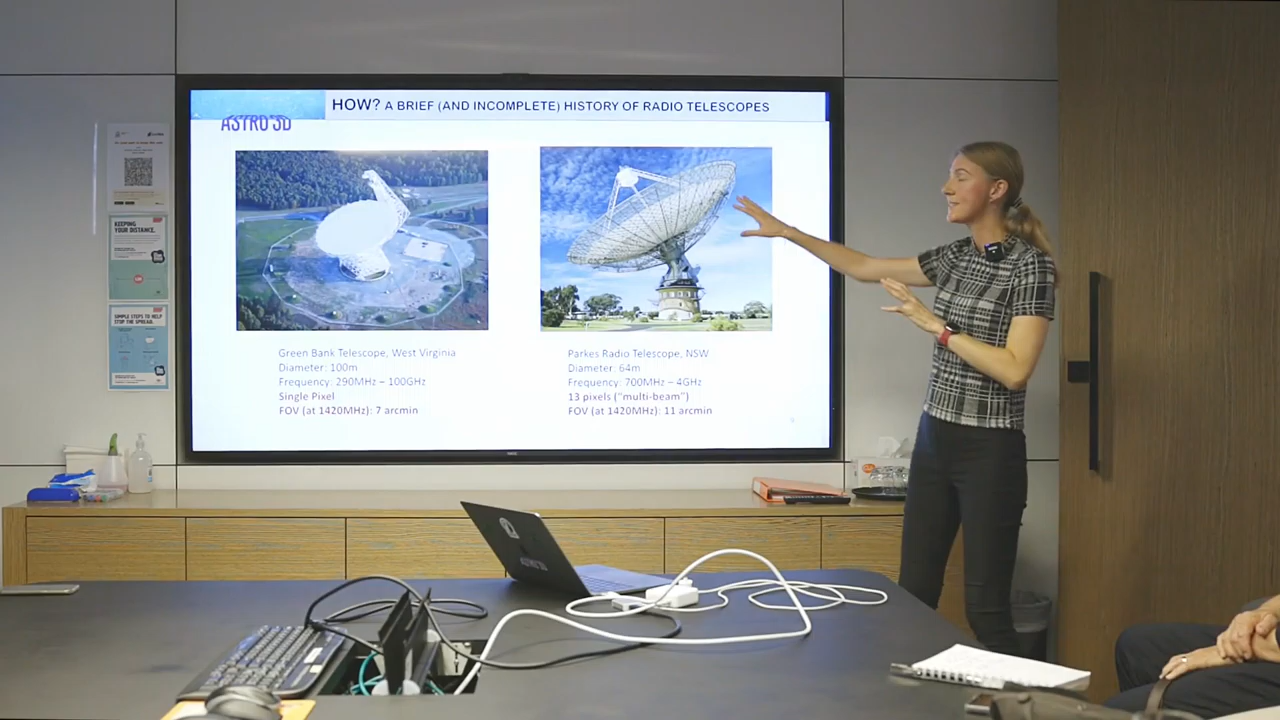 HOW? A BRIEF (AND INCOMPLETE) HISTORY OF RADIO TELESCOPES
ASTRO 3D
Green Bank Telescope, West Virginia
Diameter: 100m
Frequency: 290MHz – 100GHz
Single Pixel
FOV (at 1420MHz): 7 arcmin
Parkes Radio Telescope, NSW
Diameter: 64m
Frequency: 700MHz – 4GHz
13 pixels ("multi-beam")
FOV (at 1420MHz): 11 arcmin
KEEPING
YOUR DISTANCE.
SIMPLE STEPS TO HELP
STOP THE SPREAD.